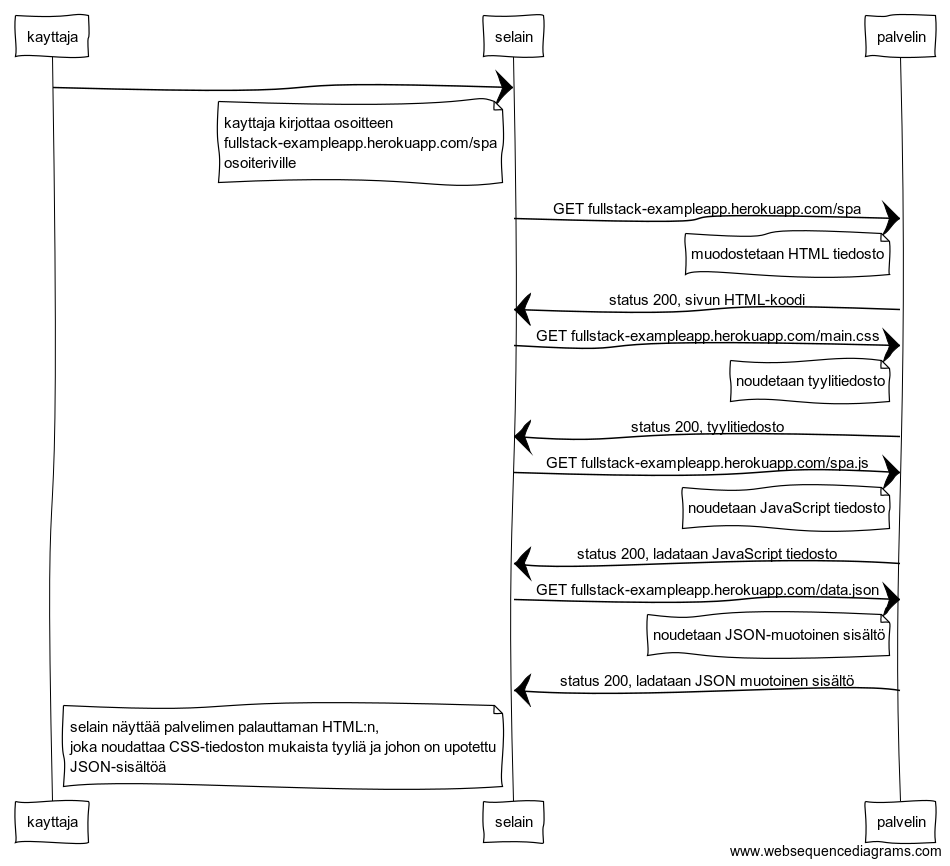 kayttaja
selain
palvelin
kayttaja kirjottaa osoitteen
fullstack-exampleapp.herokuapp.com/spa
osoiteriville
GET fullstack-exampleapp.herokuapp.com/spa
muodostetaan HTML tiedosto
status 200, sivun HTML-koodi
GET fullstack-exampleapp.herokuapp.com/main.css
noudetaan tyylitiedosto
status 200, tyylitiedosto
GET fullstack-exampleapp.herokuapp.com/spa.js
noudetaan JavaScript tiedosto
status 200, ladataan JavaScript tiedosto
GET fullstack-exampleapp.herokuapp.com/data.json
noudetaan JSON-muotoinen sisältö
status 200, ladataan JSON muotoinen sisältö
selain näyttää palvelimen palauttaman HTML:n,
joka noudattaa CSS-tiedoston mukaista tyyliä ja johon on upotettu
JSON-sisältöä
kayttaja
selain
palvelin
www.websequencediagrams.com